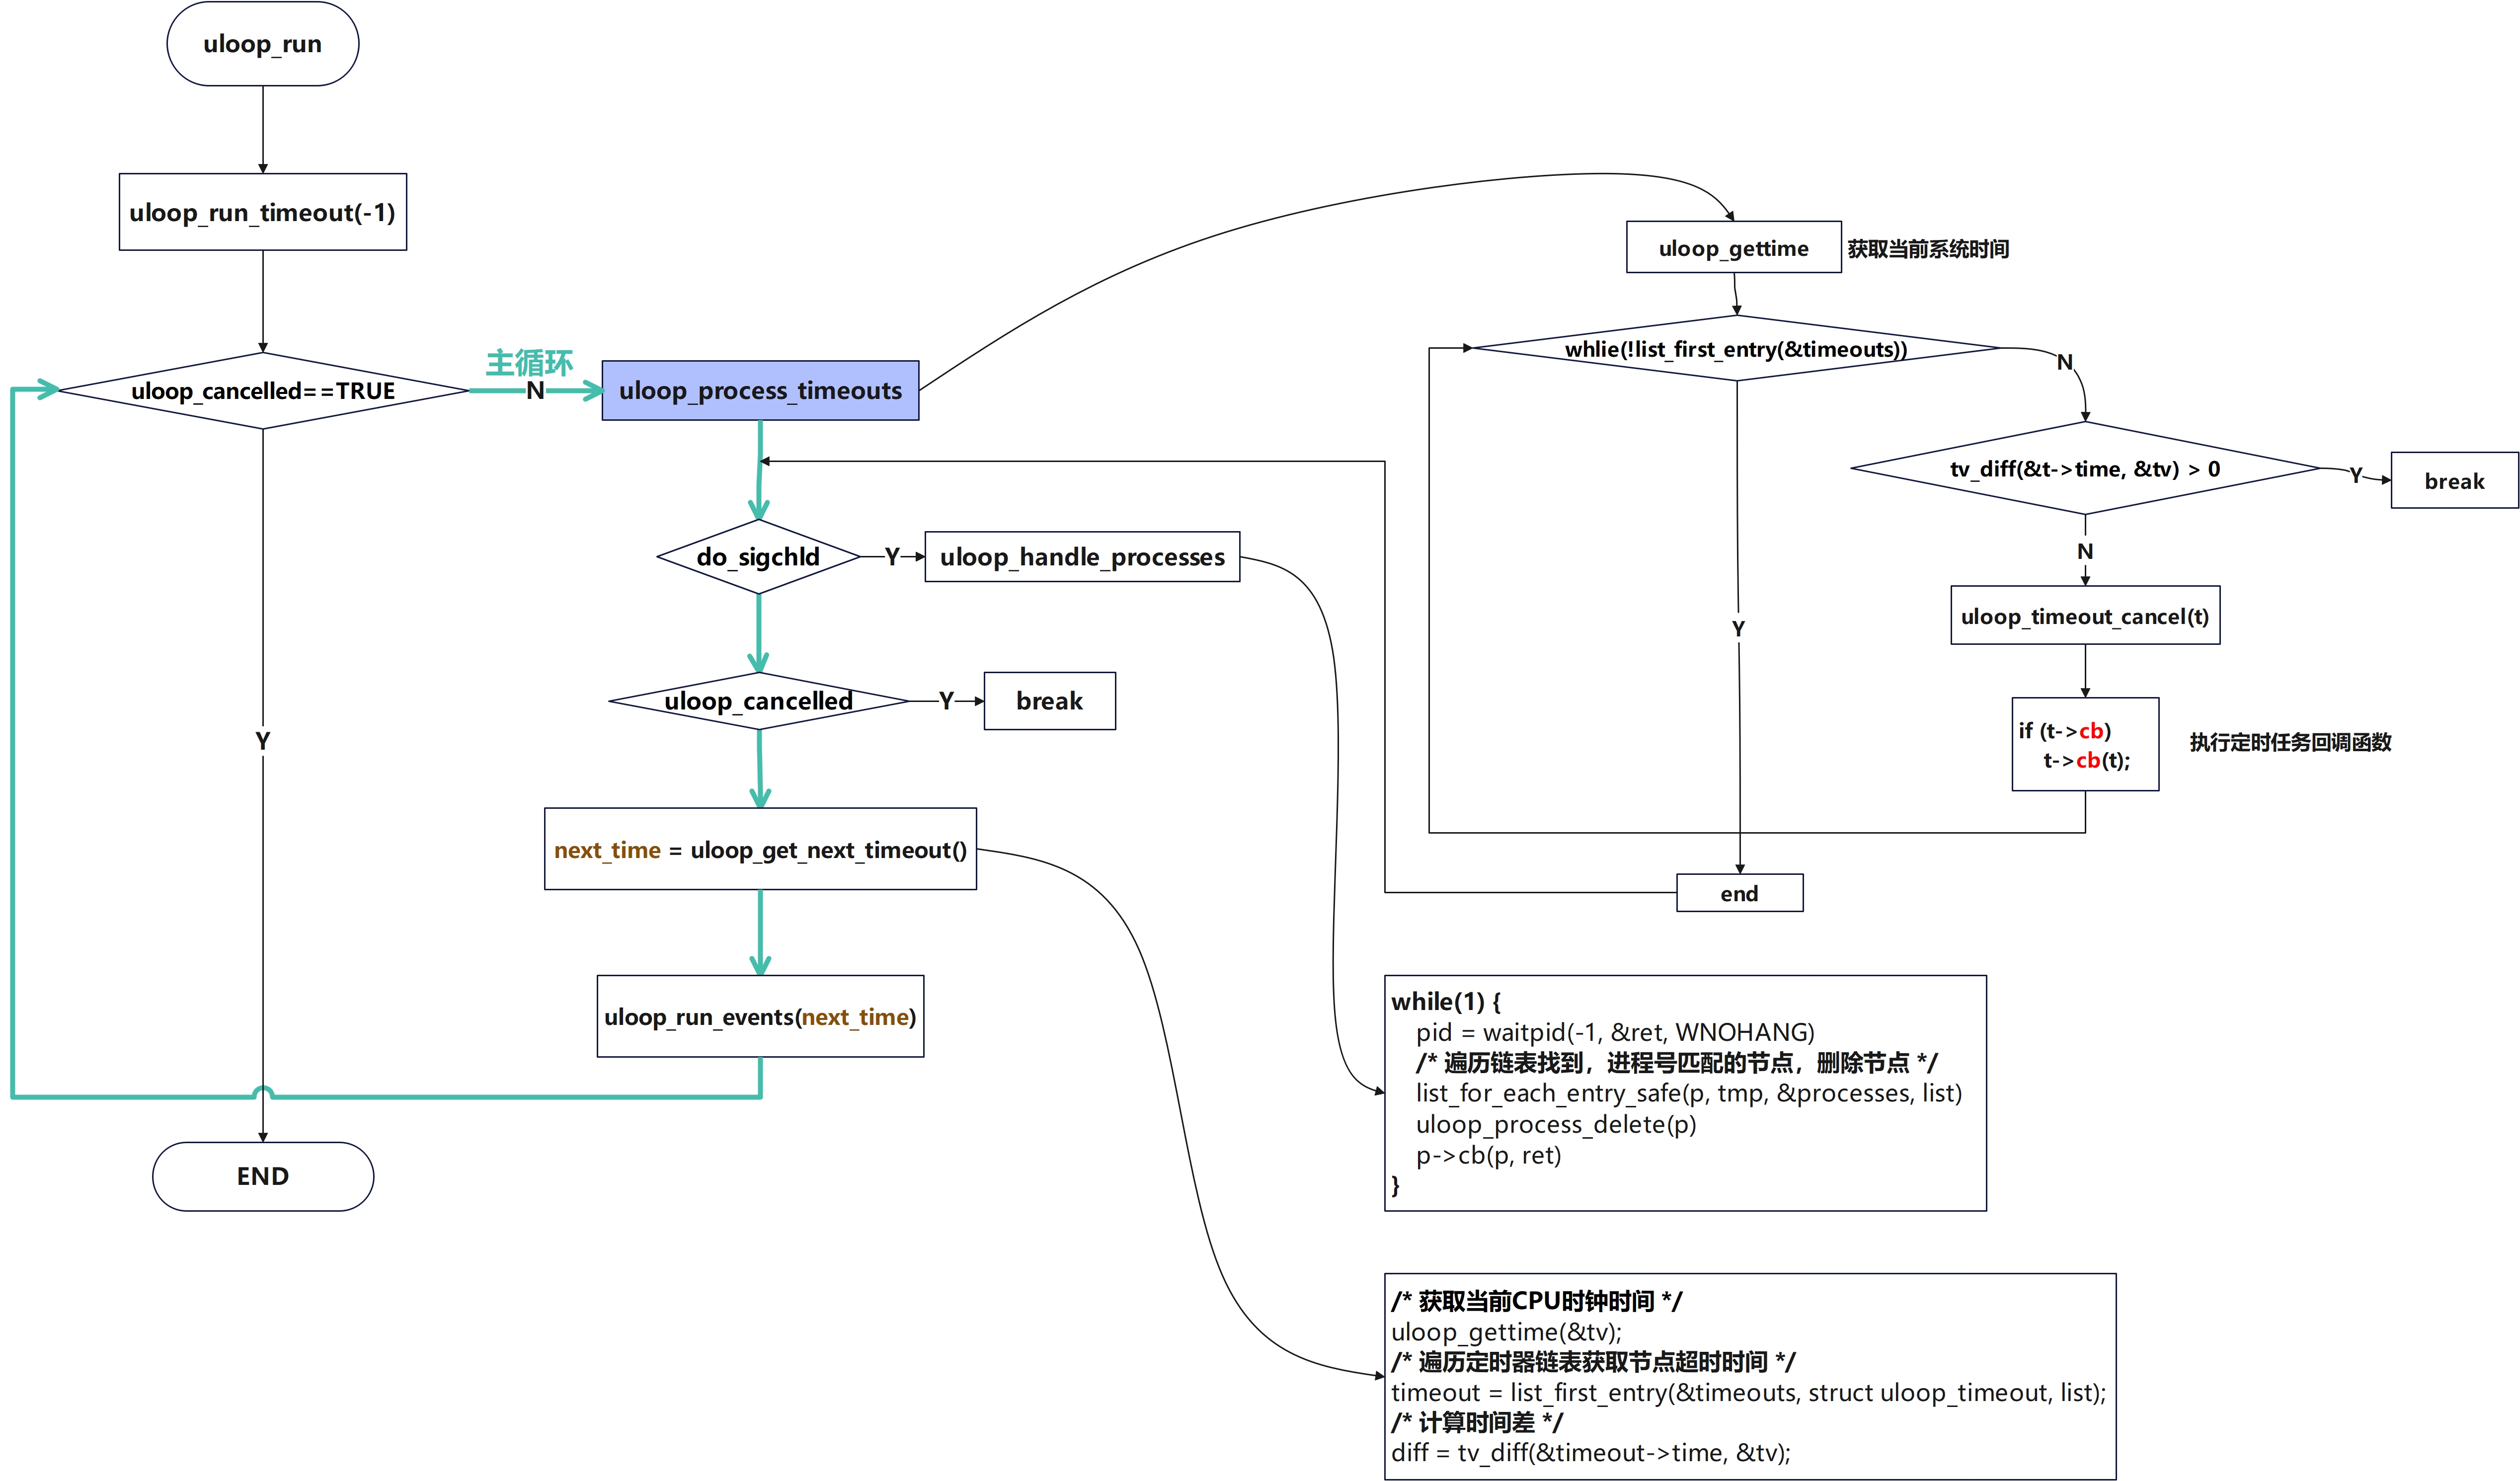 uloop_run
uloop_run_timeout(-1)
uloop_cancelled==TRUE
主循环
N
Y
END
uloop_process_timeouts
do_sigchld
Y
uloop_handle_processes
uloop_cancelled
Y
break
next_time = uloop_get_next_timeout()
uloop_run_events(next_time)
uloop_gettime
获取当前系统时间
whlie(!list_first_entry(&timeouts))
N
Y
tv_diff(&t->time, &tv) > 0
Y
break
N
uloop_timeout_cancel(t)
if (t->cb)
t->cb(t);
执行定时任务回调函数
end
while(1) {
pid = waitpid(-1, &ret, WNOHANG)
/* 遍历链表找到，进程号匹配的节点，删除节点 */
list_for_each_entry_safe(p, tmp, &processes, list)
uloop_process_delete(p)
p->cb(p, ret)
}
/* 获取当前CPU时钟时间 */
uloop_gettime(&tv);
/* 遍历定时器链表获取节点超时时间 */
timeout = list_first_entry(&timeouts, struct uloop_timeout, list);
/* 计算时间差 */
diff = tv_diff(&timeout->time, &tv);